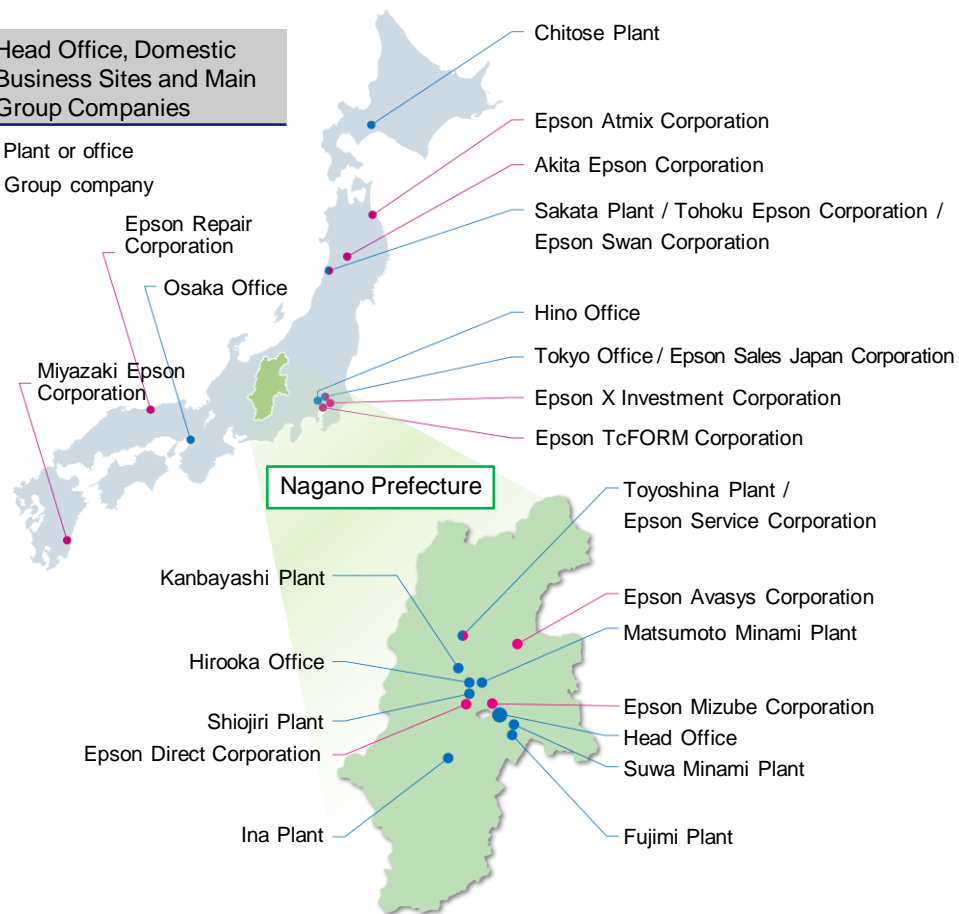 Head Office, Domestic
Business Sites and Main
Group Companies
Plant or office
Group company
Chitose Plant
Epson Atmix Corporation
Akita Epson Corporation
Sakata Plant / Tohoku Epson Corporation /
Epson Swan Corporation
Epson Repair
Corporation
Osaka Office
Miyazaki Epson
Corporation
Hino Office
Tokyo Office / Epson Sales Japan Corporation
Epson X Investment Corporation
Epson TcFORM Corporation
Nagano Prefecture
Toyoshina Plant /
Epson Service Corporation
Kanbayashi Plant
Epson Avasys Corporation
Matsumoto Minami Plant
Hirooka Office
Shiojiri Plant
Epson Mizube Corporation
Head Office
Epson Direct Corporation
Suwa Minami Plant
Ina Plant
Fujimi Plant